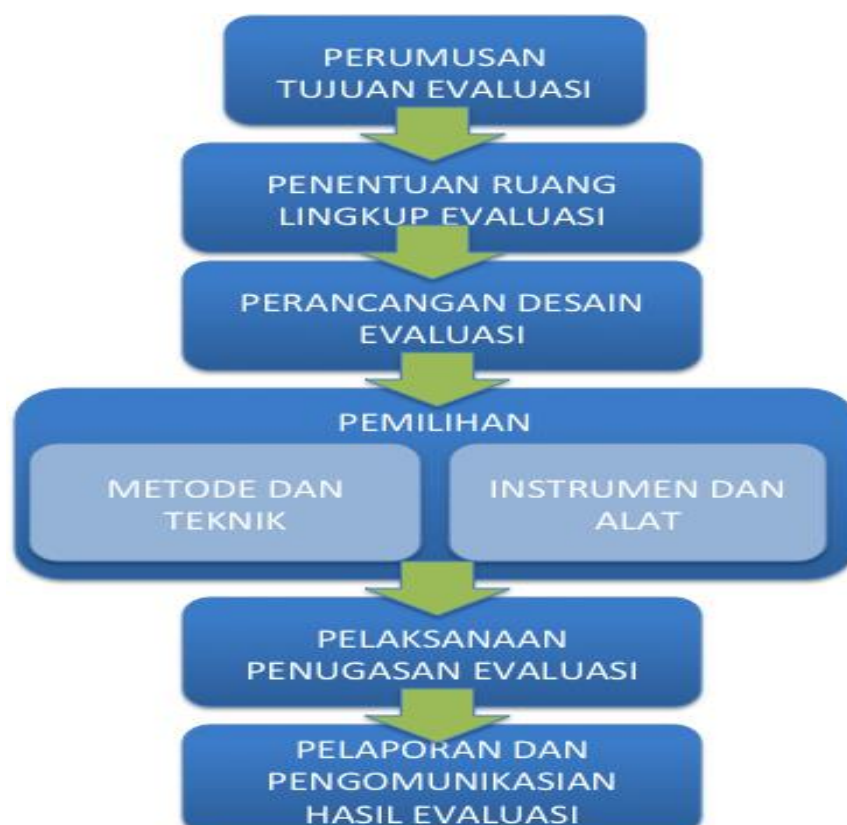 PERUMUSAN
TUJUAN EVALUASI
PENENTUAN RUANG
LINGKUP EVALUASI
PERANCANGAN DESAIN
EVALUASI
PEMILIHAN
METODE DAN
TEKNIK
INSTRUMEN DAN
ALAT
PELAKSANAAN
PENUGASAN EVALUASI
PELAPORAN DAN
PENGOMUNIKASIAN
HASIL EVALUASI